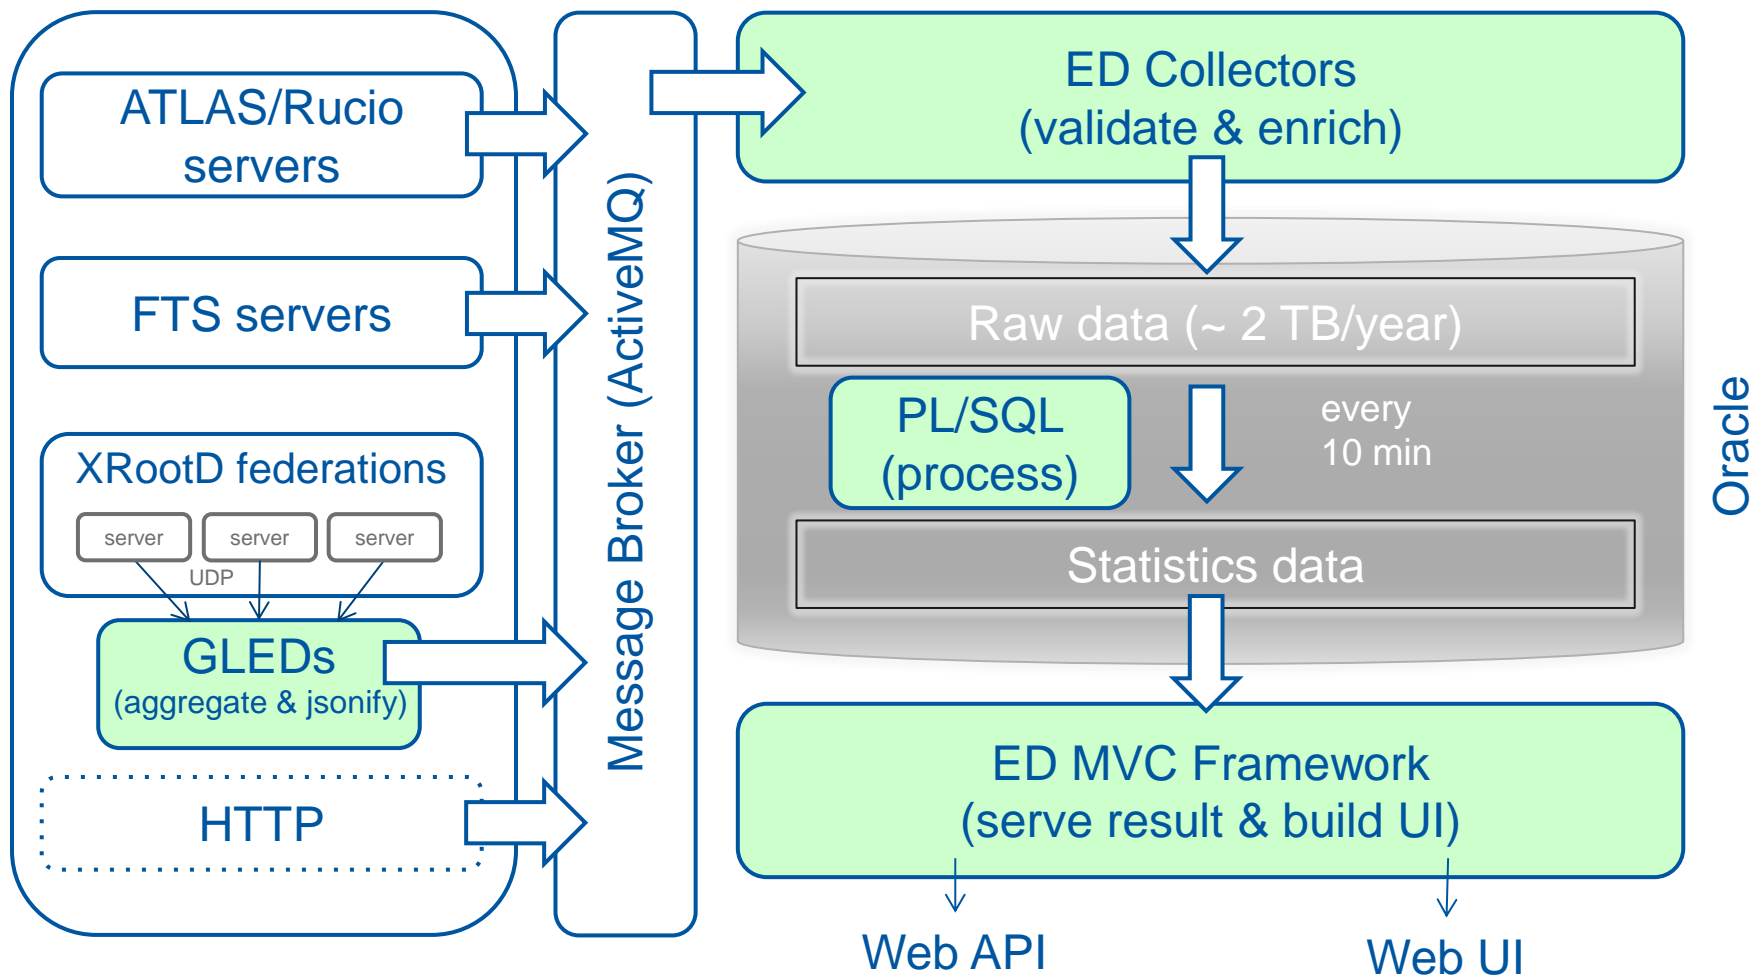 ATLAS/Rucio
servers
FTS servers
XRootD federations
server
server
server
UDP
GLEDs
(aggregate & jsonify)
HTTP
Message Broker (ActiveMQ)
ED Collectors
(validate & enrich)
Raw data (~ 2 TB/year)
PL/SQL
(process)
every
10 min
Statistics data
Oracle
ED MVC Framework
(serve result & build UI)
Web API
Web UI